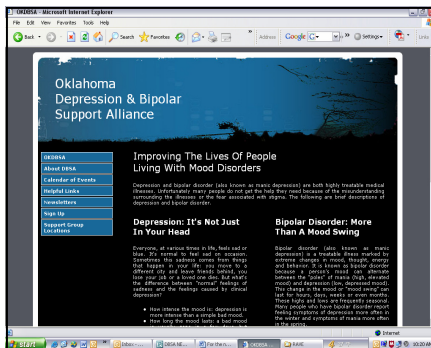 OKDBSA - Microsoft Internet Explorer
File Edit View Favorites Tools Help
Back Search Favorites Address Google G Settings Links
Oklahoma
Depression & Bipolar
Support Alliance
OKDBSA
About DBSA
Calendar of Events
Helpful Links
Newsletters
Sign Up
Support Group
Locations
Improving The Lives Of People
Living With Mood Disorders
Depression and bipolar disorder (also known as manic depression) are both highly treatable medical
illnesses. Unfortunately many people do not get the help they need because of the misunderstanding
surrounding the illnesses or the fear associated with stigma. The following are brief descriptions of
depression and bipolar disorder.
Depression: It's Not Just
In Your Head
Everyone, at various times in life, feels sad or
blue. It's normal to feel sad on occasion.
Sometimes this sadness comes from things
that happen in your life: you move to a
different city and leave friends behind, you
lose your job or a loved one dies. But what's
the difference between "normal" feelings of
sadness and the feelings caused by clinical
depression?
How intense the mood is: depression is
more intense than a simple bad mood.
How long the mood lasts: a bad mood
Bipolar Disorder: More
Than A Mood Swing
Bipolar disorder (also known as manic
depression) is a treatable illness marked by
extreme changes in mood, thought, energy
and behavior. It is known as bipolar disorder
because a person's mood can alternate
between the "poles" of mania (high, elevated
mood) and depression (low, depressed mood).
This change in the mood or "mood swing" can
last for hours, days, weeks or even months.
These highs and lows are frequently seasonal.
Many people who have bipolar disorder report
feeling symptoms of depression more often in
the winter and symptoms of mania more often
in the spring.
Internet
start Inbox - DBSA NE... For the n OKDBSA RAVE 10:20 AM